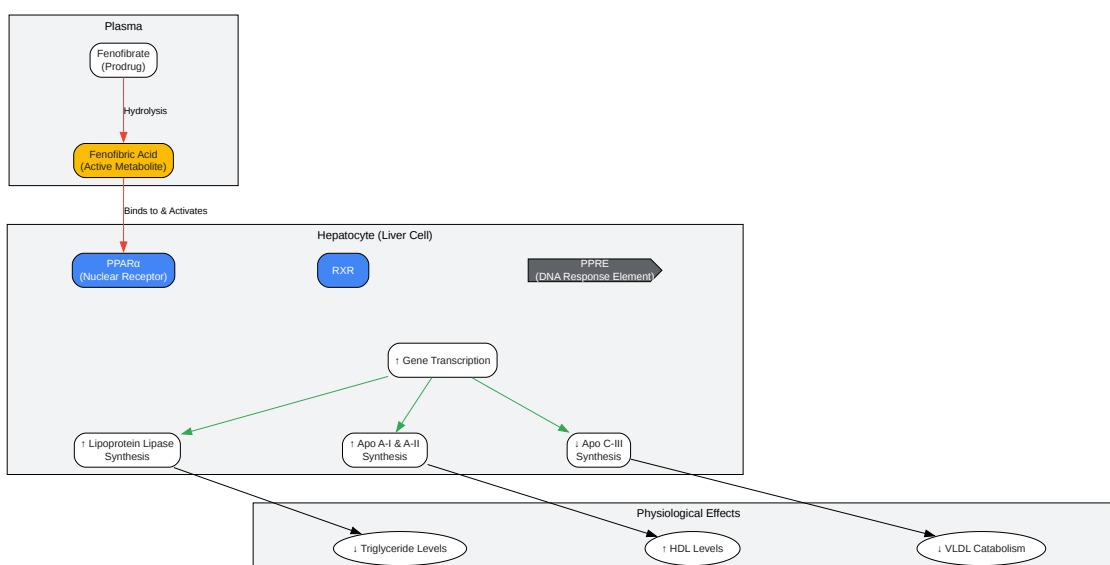 Plasma
Fenofibrate
(Prodrug)
Hydrolysis
Fenofibric Acid
(Active Metabolite)
Binds to & Activates
Hepatocyte (Liver Cell)
PPARα
(Nuclear Receptor)
RXR
PPRE
(DNA Response Element)
↑ Gene Transcription
↑ Lipoprotein Lipase
Synthesis
↑ Apo A-I & A-II
Synthesis
↓ Apo C-III
Synthesis
Physiological Effects
↓ Triglyceride Levels
↑ HDL Levels
↓ VLDL Catabolism